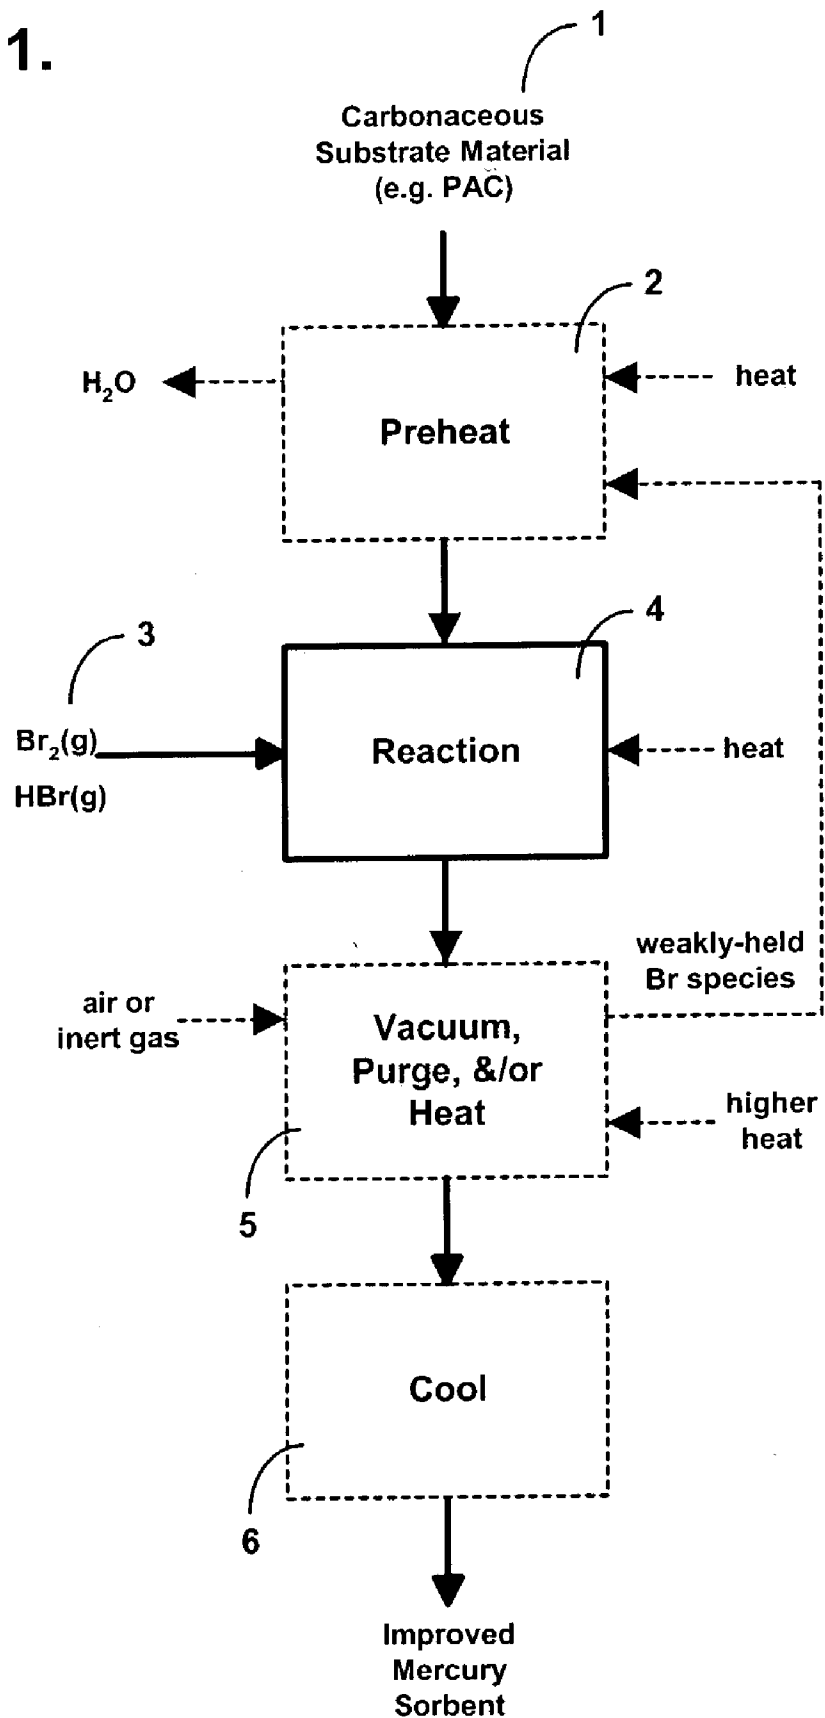 1.
1
Carbonaceous
Substrate Material
(e.g. PAC)
2
H₂O
heat
Preheat
3
4
Br₂(g)
HBr(g)
Reaction
heat
weakly-held
Br species
air or
inert gas
Vacuum,
Purge, &/or
Heat
higher
heat
5
Cool
6
Improved
Mercury
Sorbent